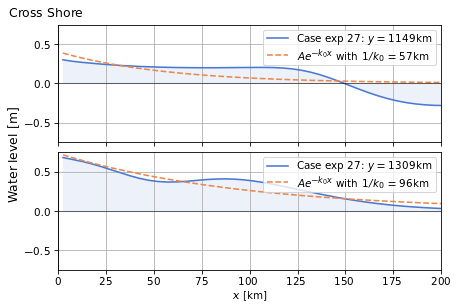 Cross Shore
Water level [m]
0.5
0.0
−0.5
Case exp 27: y = 1149km
Ae^{−k₀x} with 1/k₀ = 57km
0.5
0.0
−0.5
Case exp 27: y = 1309km
Ae^{−k₀x} with 1/k₀ = 96km
0 25 50 75 100 125 150 175 200
x [km]